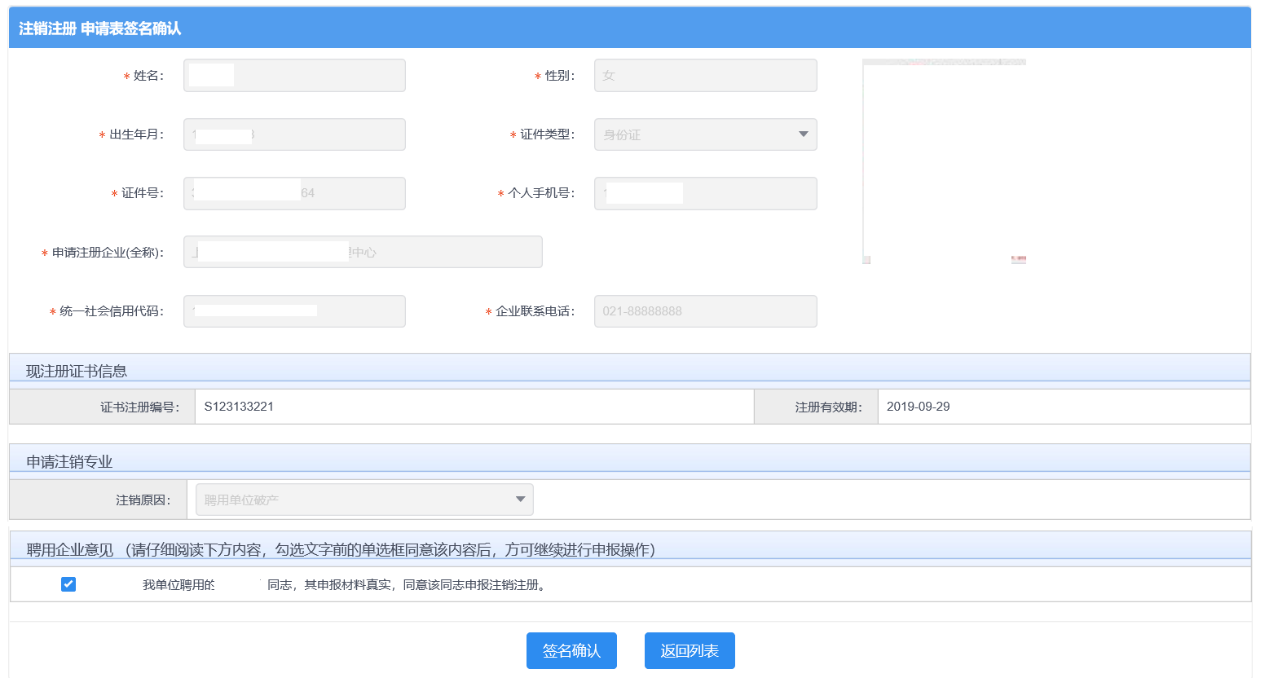 注销注册 申请表签名确认
* 姓名:
* 性别: 女
* 出生年月:
* 证件类型: 身份证
* 证件号: 64
* 个人手机号:
* 申请注册企业(全称): 中心
* 统一社会信用代码:
* 企业联系电话: 021-88888888
现注册证书信息
证书注册编号: S123133221 注册有效期: 2019-09-29
申请注销专业
注销原因: 聘用单位破产
聘用企业意见 （请仔细阅读下方内容，勾选文字前的单选框同意该内容后，方可继续进行申报操作）
我单位聘用的 同志，其申报材料真实，同意该同志申报注销注册。
签名确认 返回列表